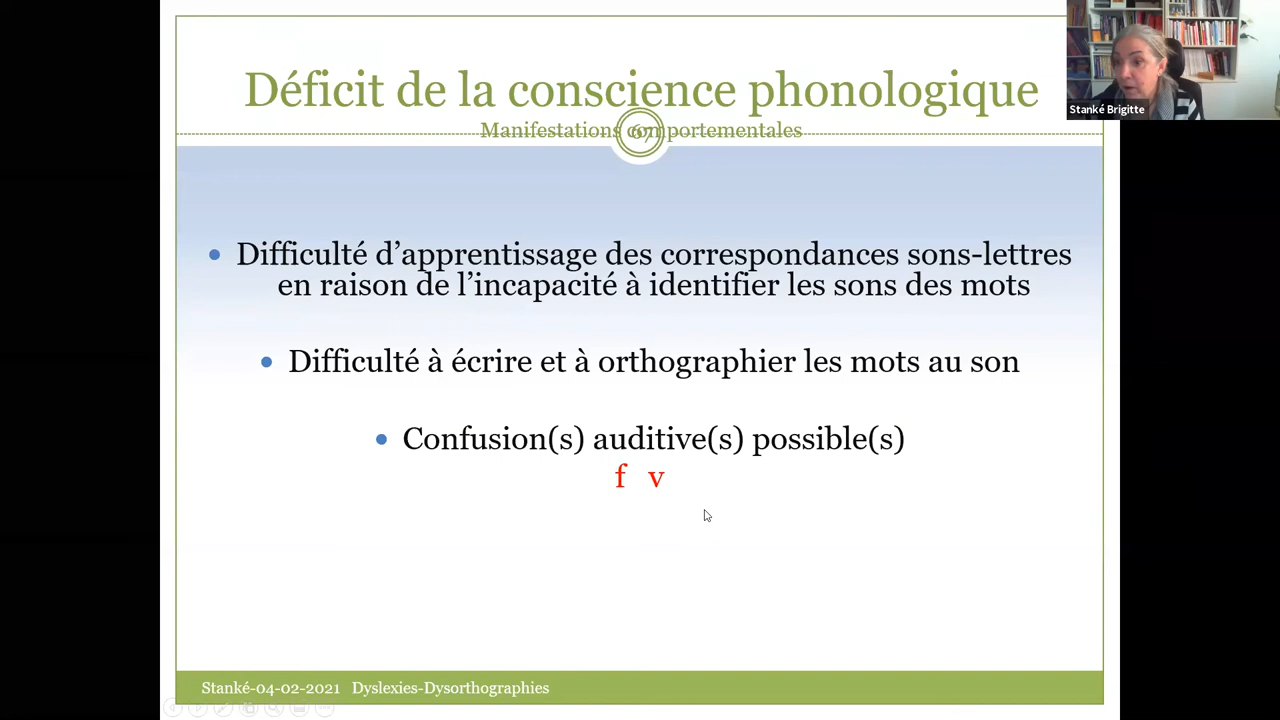 Déficit de la conscience phonologique
Manifestations comportementales
67
• Difficulté d’apprentissage des correspondances sons-lettres
en raison de l’incapacité à identifier les sons des mots
• Difficulté à écrire et à orthographier les mots au son
• Confusion(s) auditive(s) possible(s)
f v
Stanké-04-02-2021 Dyslexies-Dysorthographies
Stanké Brigitte